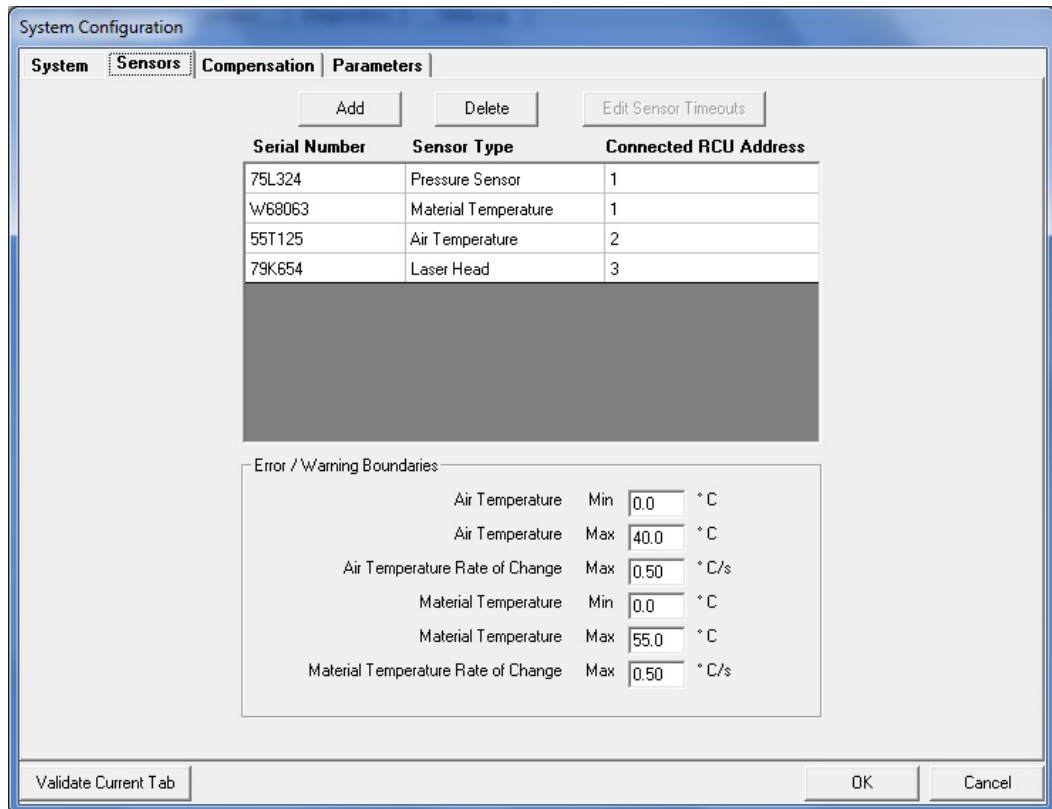 System Configuration
System Sensors Compensation Parameters
Add Delete Edit Sensor Timeouts
Serial Number Sensor Type Connected RCU Address
75L324 Pressure Sensor 1
W68063 Material Temperature 1
55T125 Air Temperature 2
79K654 Laser Head 3
Error / Warning Boundaries
Air Temperature Min 0.0 ° C
Air Temperature Max 40.0 ° C
Air Temperature Rate of Change Max 0.50 ° C/s
Material Temperature Min 0.0 ° C
Material Temperature Max 55.0 ° C
Material Temperature Rate of Change Max 0.50 ° C/s
Validate Current Tab OK Cancel